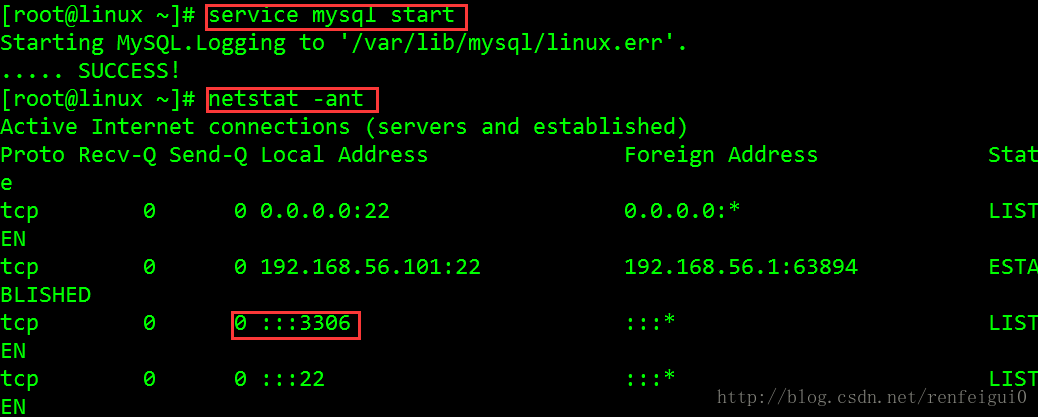 [root@linux ~]# service mysql start
Starting MySQL.Logging to '/var/lib/mysql/linux.err'.
..... SUCCESS!
[root@linux ~]# netstat -ant
Active Internet connections (servers and established)
Proto Recv-Q Send-Q Local Address               Foreign Address             Stat
e
tcp        0      0 0.0.0.0:22                  0.0.0.0:*                   LIST
EN
tcp        0      0 192.168.56.101:22           192.168.56.1:63894          ESTA
BLISHED
tcp        0      0 :::3306                     :::*                        LIST
EN
tcp        0      0 :::22                       :::*                        LIST
EN
http://blog.csdn.net/renfeigui0